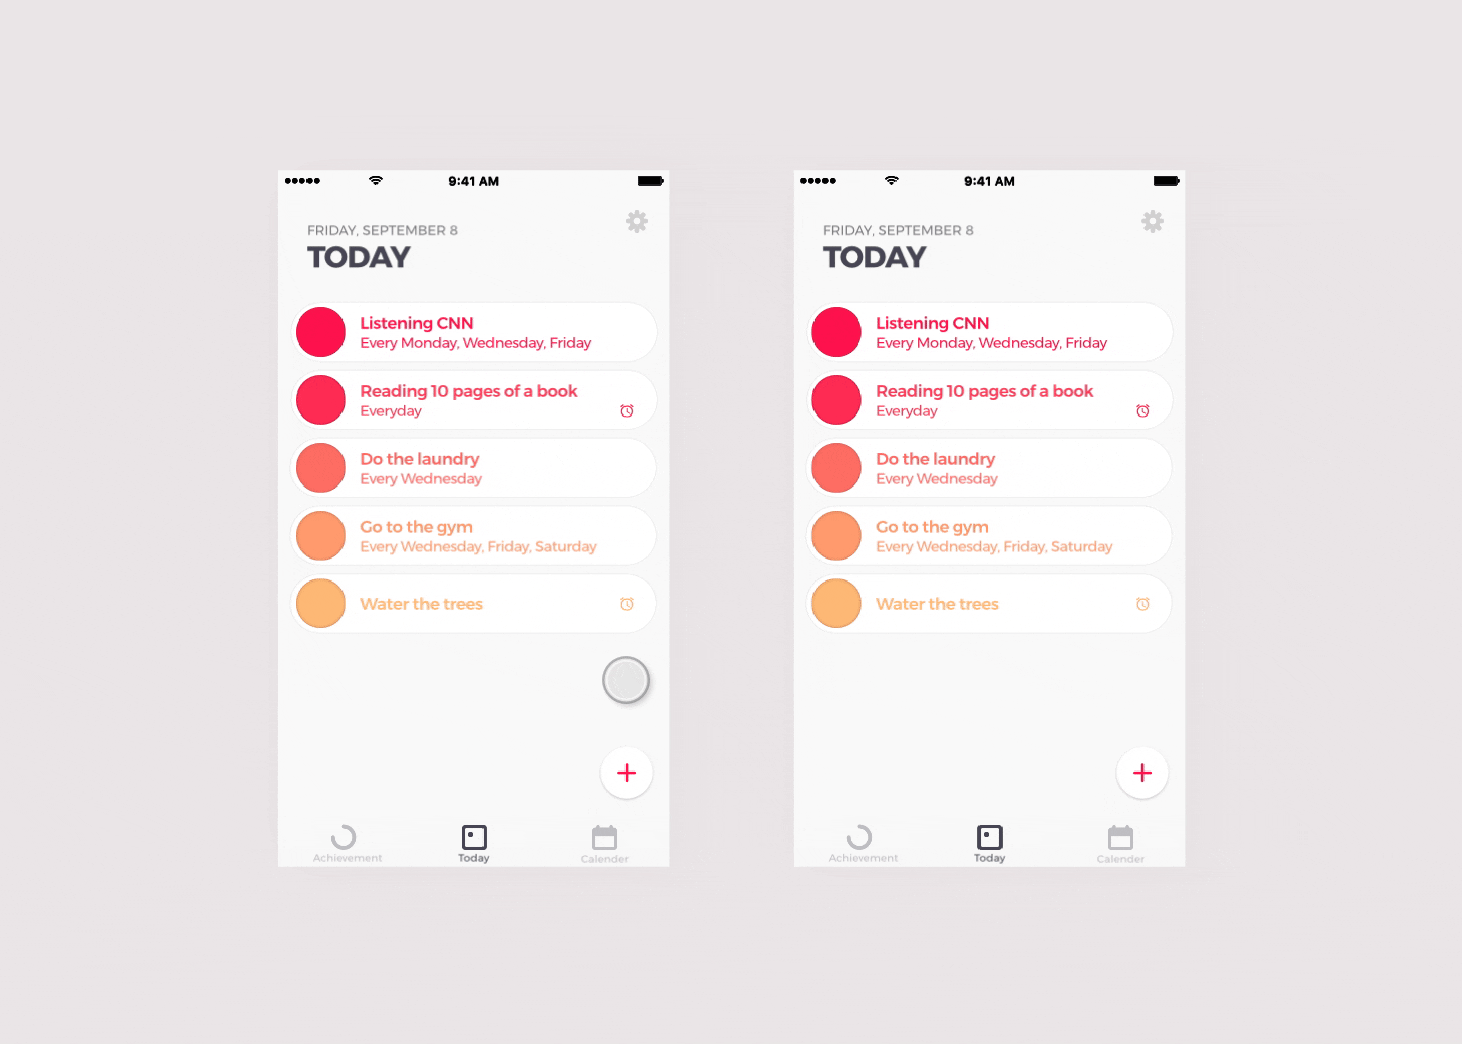 9:41 AM
FRIDAY, SEPTEMBER 8
TODAY
Listening CNN
Every Monday, Wednesday, Friday
Reading 10 pages of a book
Everyday
Do the laundry
Every Wednesday
Go to the gym
Every Wednesday, Friday, Saturday
Water the trees
Achievement
Today
Calender
9:41 AM
FRIDAY, SEPTEMBER 8
TODAY
Listening CNN
Every Monday, Wednesday, Friday
Reading 10 pages of a book
Everyday
Do the laundry
Every Wednesday
Go to the gym
Every Wednesday, Friday, Saturday
Water the trees
Achievement
Today
Calender